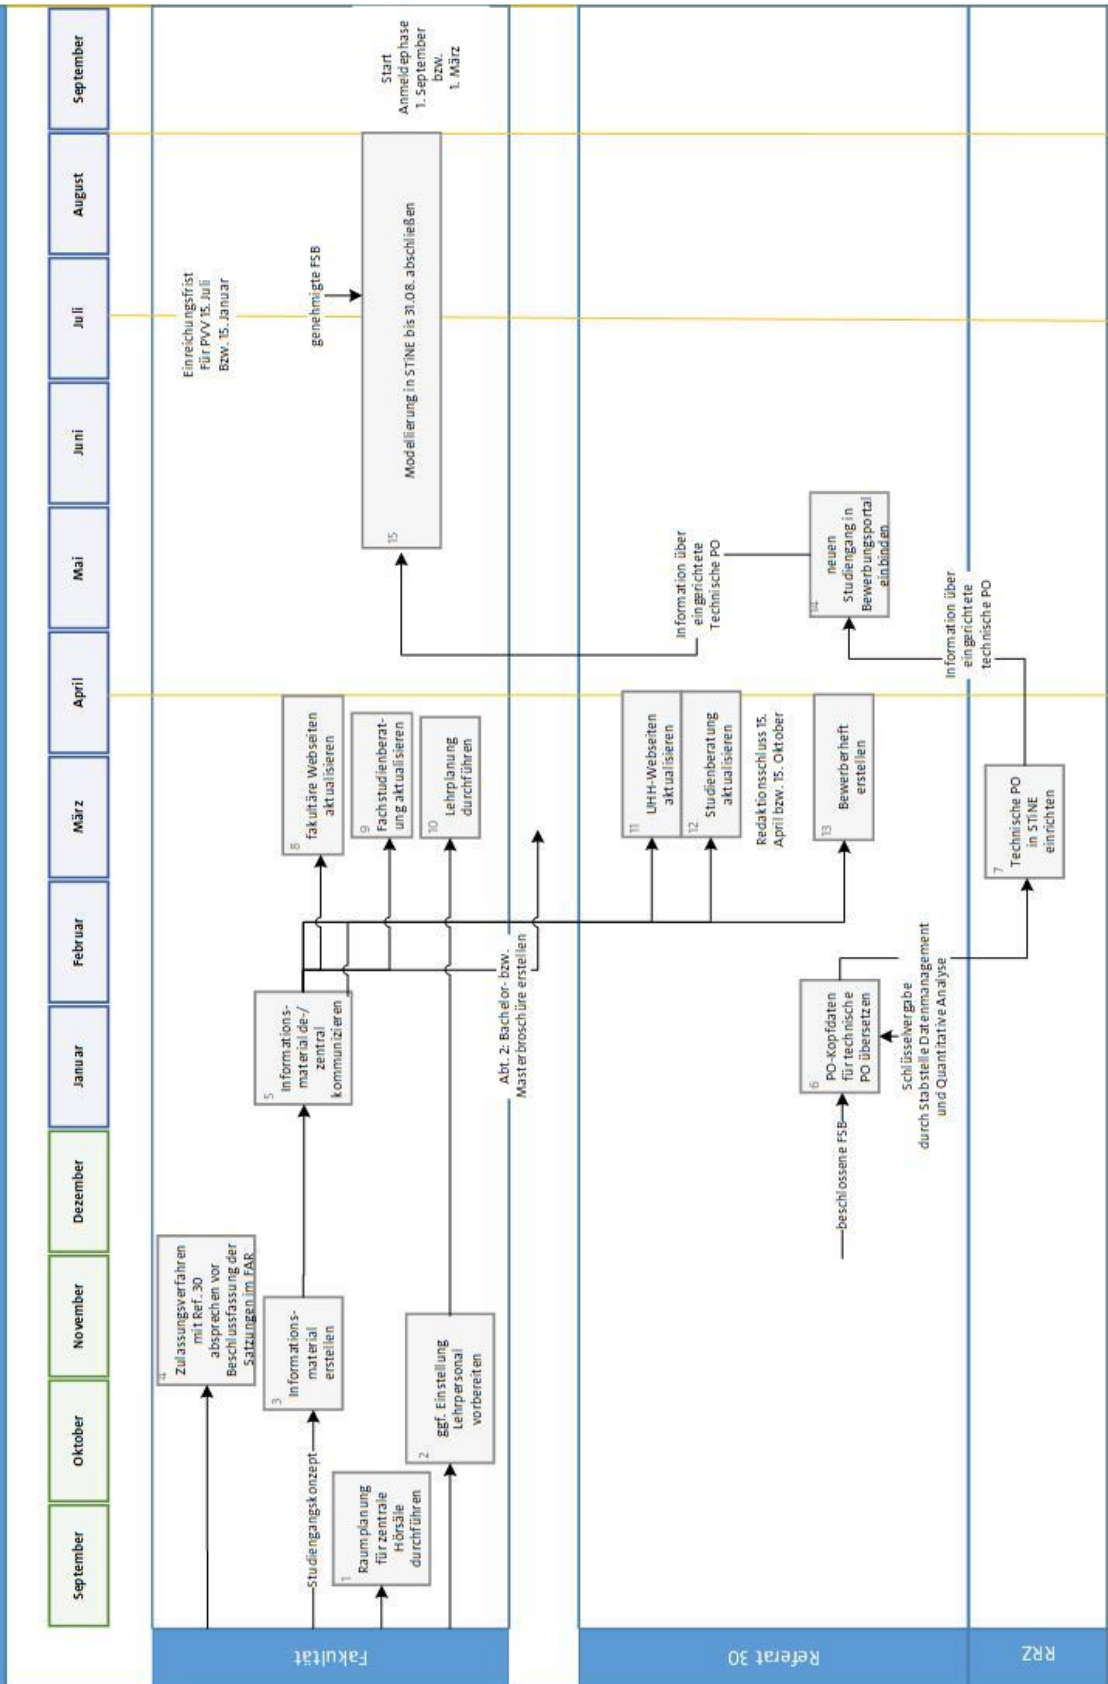 September
Oktober
November
Dezember
Januar
Februar
März
April
Mai
Juni
Juli
August
September
Fakultät
4
Zulassungsverfahren
mit Ref. 30
absprechen vor
Beschlussfassung der
Satzungen im FAR
Studiengangskonzept
3
Informations-
material
erstellen
1
Raumplanung
für zentrale
Hörsäle
durchführen
2
ggf. Einstellung
Lehrpersonal
vorbereiten
5
Informations-
material de-/
zentral
kommunizieren
8
fakultäre Webseiten
aktualisieren
9
Fachstudienberat-
ung aktualisieren
10
Lehrplanung
durchführen
Einreichungsfrist
Für PVV 15. Juli
Bzw. 15. Januar
genehmigte FSB
15
Modellierung in STiNE bis 31.08. abschließen
Start
Anmeldephase
1. September
bzw.
1. März
Abt. 2: Bachelor- bzw.
Masterbroschüre erstellen
Referat 30
11
UHH-Webseiten
aktualisieren
12
Studienberatung
aktualisieren
Redaktionsschluss 15.
April bzw. 15. Oktober
13
Bewerberheft
erstellen
beschlossene FSB
6
PO-Kopfdaten
für technische
PO übersetzen
Schlüsselvergabe
durch Stabstelle Datenmanagement
und Quantitative Analyse
Information über
eingerichtete
Technische PO
14
neuen
Studiengang in
Bewerbungsportal
einbinden
RRZ
7
Technische PO
in STiNE
einrichten
Information über
eingerichtete
technische PO